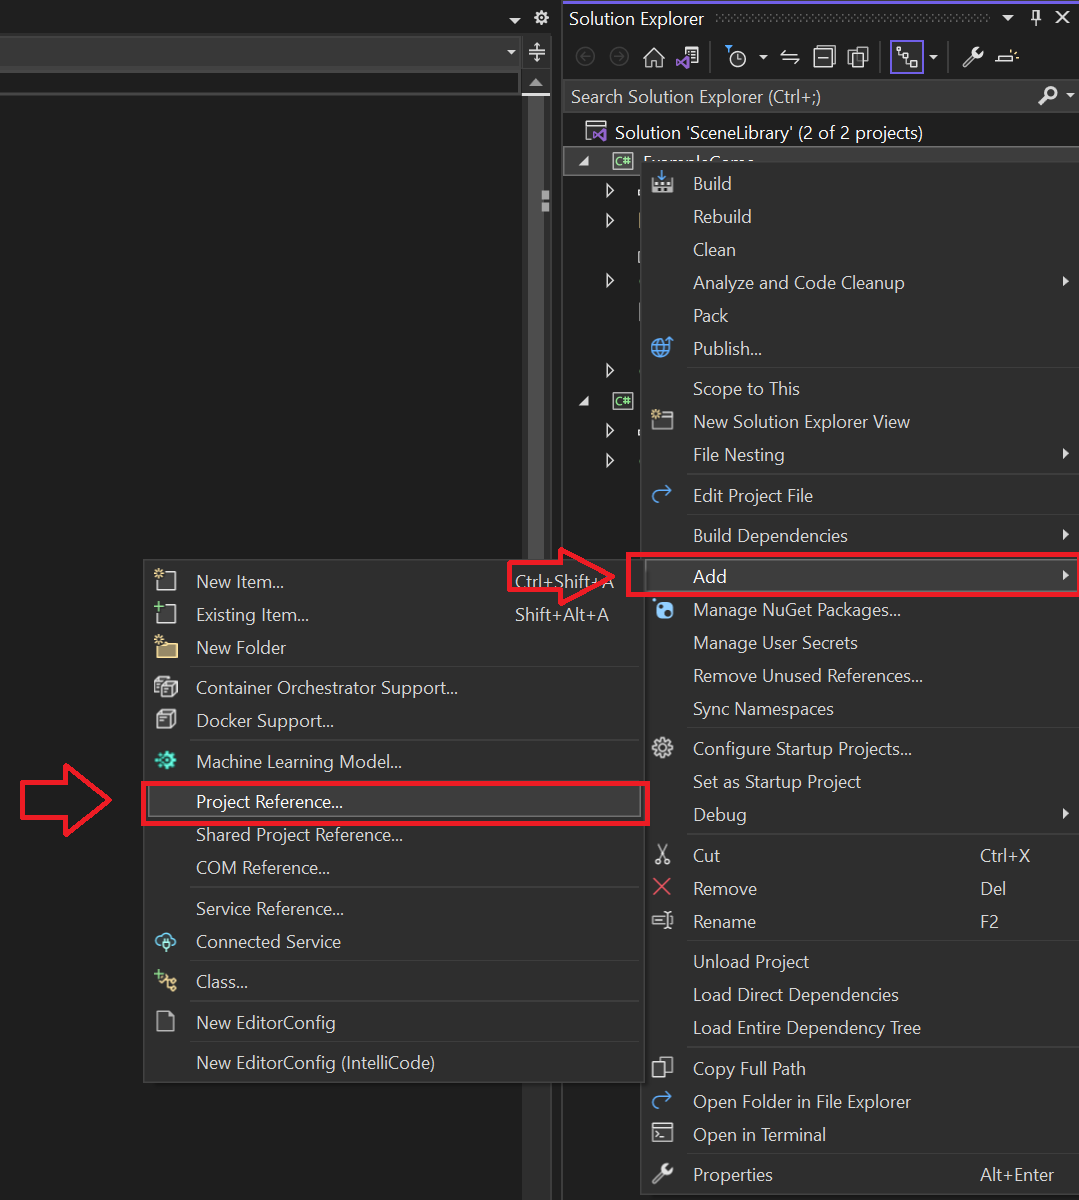 Solution Explorer
Search Solution Explorer (Ctrl+;)
Solution 'SceneLibrary' (2 of 2 projects)
C# ExampleGame
Build
Rebuild
Clean
Analyze and Code Cleanup
Pack
Publish...
Scope to This
C#
New Solution Explorer View
File Nesting
Edit Project File
Build Dependencies
Add
Manage NuGet Packages...
Manage User Secrets
Remove Unused References...
Sync Namespaces
Configure Startup Projects...
Set as Startup Project
Debug
Cut Ctrl+X
Remove Del
Rename F2
Unload Project
Load Direct Dependencies
Load Entire Dependency Tree
Copy Full Path
Open Folder in File Explorer
Open in Terminal
Properties Alt+Enter
New Item... Ctrl+Shift+A
Existing Item... Shift+Alt+A
New Folder
Container Orchestrator Support...
Docker Support...
Machine Learning Model...
Project Reference...
Shared Project Reference...
COM Reference...
Service Reference...
Connected Service
Class...
New EditorConfig
New EditorConfig (IntelliCode)